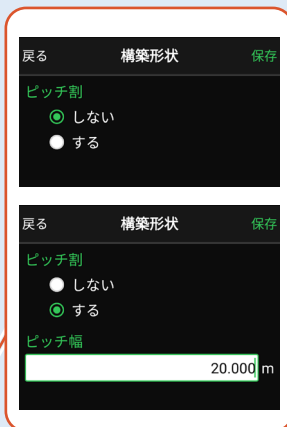 戻る 構築形状 保存
ピッチ割
しない
する
戻る 構築形状 保存
ピッチ割
しない
する
ピッチ幅
20.000 m